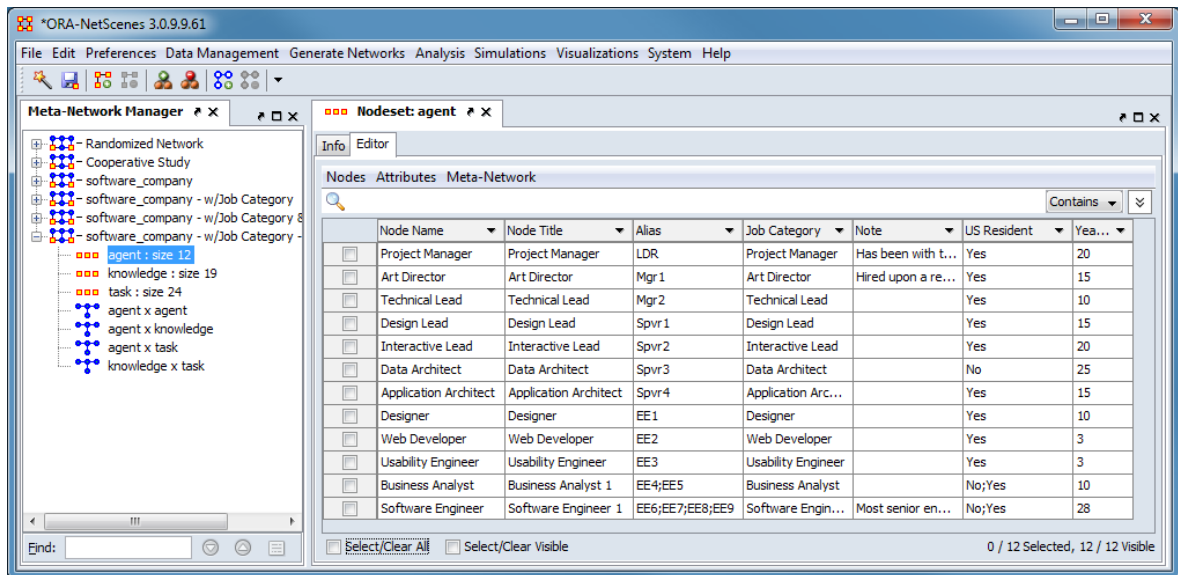 *ORA-NetScenes 3.0.9.9.61
File Edit Preferences Data Management Generate Networks Analysis Simulations Visualizations System Help
Meta-Network Manager
Randomized Network
Cooperative Study
software_company
software_company - w/Job Category
software_company - w/Job Category &
software_company - w/Job Category -
agent : size 12
knowledge : size 19
task : size 24
agent x agent
agent x knowledge
agent x task
knowledge x task
Find:
Nodeset: agent
Info Editor
Nodes Attributes Meta-Network
Contains
Node Name Node Title Alias Job Category Note US Resident Yea...
Project Manager Project Manager LDR Project Manager Has been with t... Yes 20
Art Director Art Director Mgr1 Art Director Hired upon a re... Yes 15
Technical Lead Technical Lead Mgr2 Technical Lead Yes 10
Design Lead Design Lead Spvr1 Design Lead Yes 15
Interactive Lead Interactive Lead Spvr2 Interactive Lead Yes 20
Data Architect Data Architect Spvr3 Data Architect No 25
Application Architect Application Architect Spvr4 Application Arc... Yes 15
Designer Designer EE1 Designer Yes 10
Web Developer Web Developer EE2 Web Developer Yes 3
Usability Engineer Usability Engineer EE3 Usability Engineer Yes 3
Business Analyst Business Analyst 1 EE4;EE5 Business Analyst No;Yes 10
Software Engineer Software Engineer 1 EE6;EE7;EE8;EE9 Software Engin... Most senior en... No;Yes 28
Select/Clear All Select/Clear Visible 0 / 12 Selected, 12 / 12 Visible